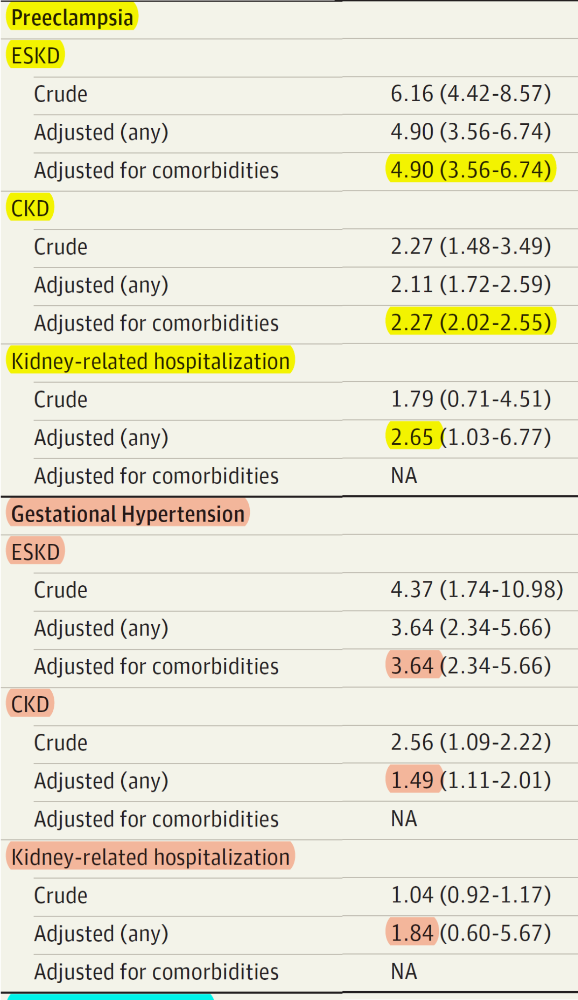 Preeclampsia
ESKD
Crude 6.16 (4.42-8.57)
Adjusted (any) 4.90 (3.56-6.74)
Adjusted for comorbidities 4.90 (3.56-6.74)
CKD
Crude 2.27 (1.48-3.49)
Adjusted (any) 2.11 (1.72-2.59)
Adjusted for comorbidities 2.27 (2.02-2.55)
Kidney-related hospitalization
Crude 1.79 (0.71-4.51)
Adjusted (any) 2.65 (1.03-6.77)
Adjusted for comorbidities NA
Gestational Hypertension
ESKD
Crude 4.37 (1.74-10.98)
Adjusted (any) 3.64 (2.34-5.66)
Adjusted for comorbidities 3.64 (2.34-5.66)
CKD
Crude 2.56 (1.09-2.22)
Adjusted (any) 1.49 (1.11-2.01)
Adjusted for comorbidities NA
Kidney-related hospitalization
Crude 1.04 (0.92-1.17)
Adjusted (any) 1.84 (0.60-5.67)
Adjusted for comorbidities NA